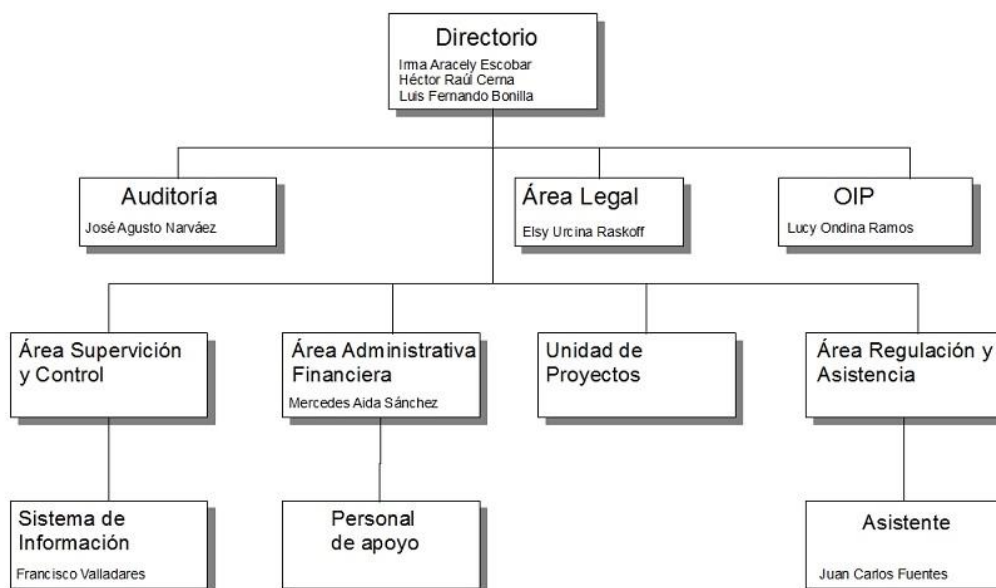 Directorio
Irma Aracely Escobar
Héctor Raúl Cerna
Luis Fernando Bonilla
Auditoría
José Agusto Narváez
Área Legal
Elsy Urcina Raskoff
OIP
Lucy Ondina Ramos
Área Supervición
y Control
Área Administrativa
Financiera
Mercedes Aida Sánchez
Unidad de
Proyectos
Área Regulación y
Asistencia
Sistema de
Información
Francisco Valladares
Personal
de apoyo
Asistente
Juan Carlos Fuentes